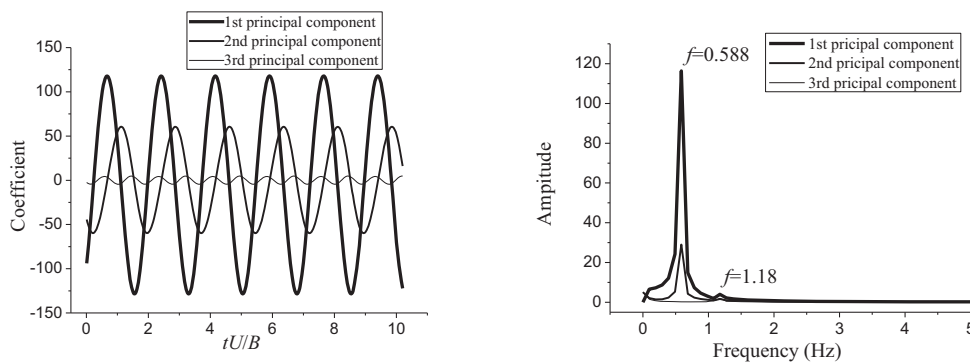 1st principal component
2nd principal component
3rd principal component
150
100
50
0
-50
-100
-150
Coefficient
0
2
4
6
8
10
tU/B
1st pricipal component
2nd pricipal component
3rd pricipal component
f=0.588
f=1.18
120
100
80
60
40
20
0
Ampitude
0
1
2
3
4
5
Frequency (Hz)